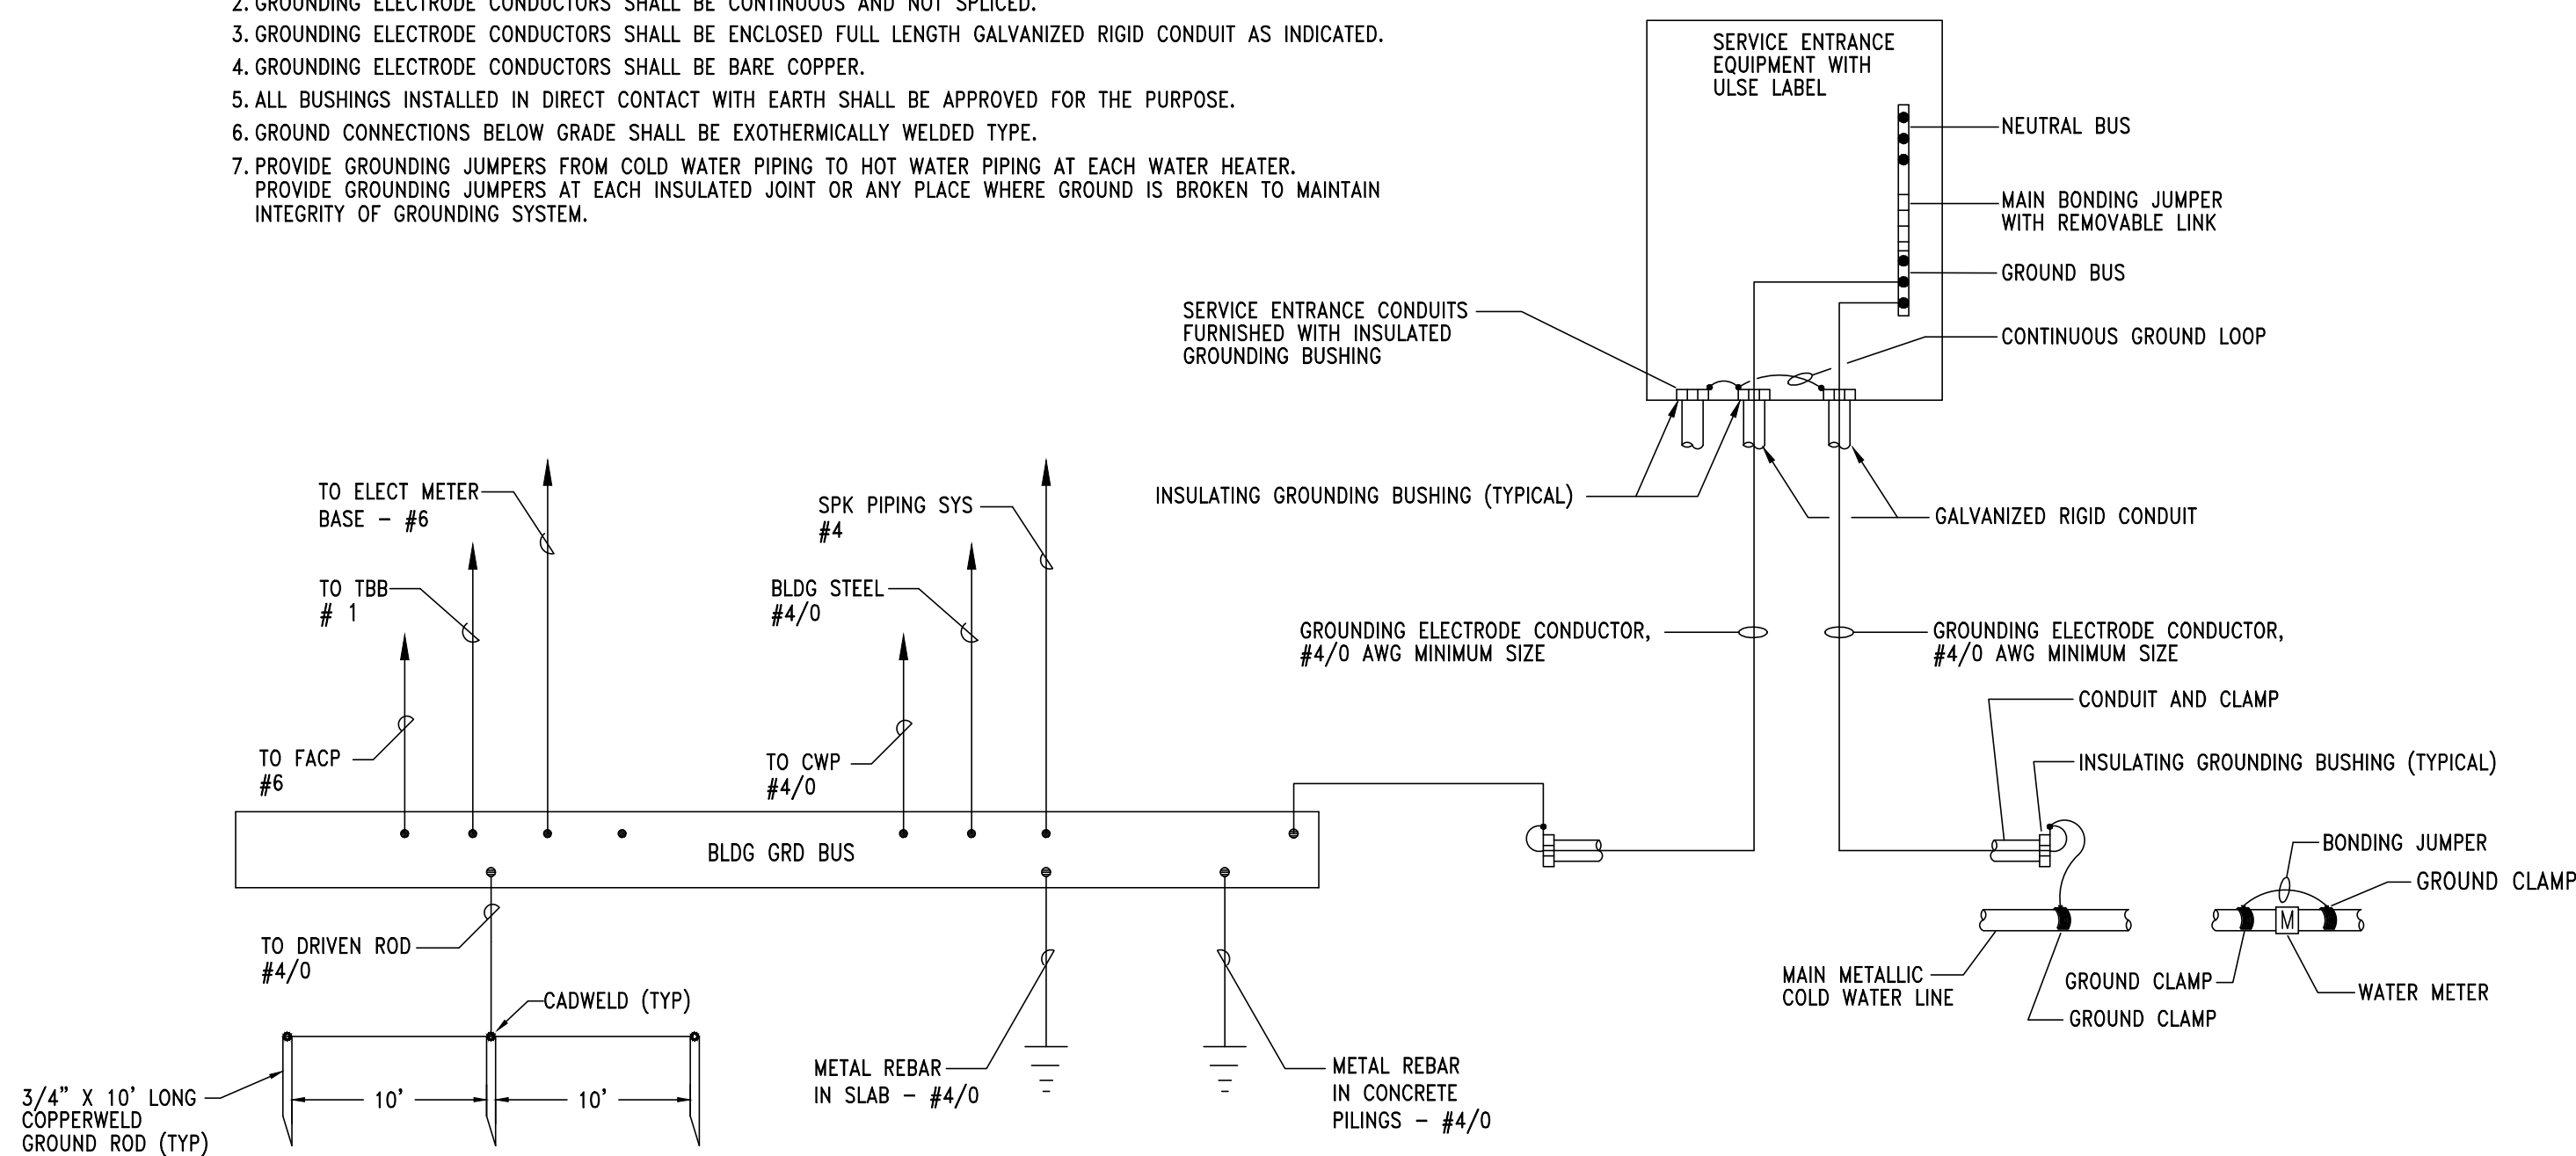 2. GROUNDING ELECTRODE CONDUCTORS SHALL BE CONTINUOUS AND NOT SPLICED.
3. GROUNDING ELECTRODE CONDUCTORS SHALL BE ENCLOSED FULL LENGTH GALVANIZED RIGID CONDUIT AS INDICATED.
4. GROUNDING ELECTRODE CONDUCTORS SHALL BE BARE COPPER.
5. ALL BUSHINGS INSTALLED IN DIRECT CONTACT WITH EARTH SHALL BE APPROVED FOR THE PURPOSE.
6. GROUND CONNECTIONS BELOW GRADE SHALL BE EXOTHERMICALLY WELDED TYPE.
7. PROVIDE GROUNDING JUMPERS FROM COLD WATER PIPING TO HOT WATER PIPING AT EACH WATER HEATER.
PROVIDE GROUNDING JUMPERS AT EACH INSULATED JOINT OR ANY PLACE WHERE GROUND IS BROKEN TO MAINTAIN
INTEGRITY OF GROUNDING SYSTEM.
SERVICE ENTRANCE
EQUIPMENT WITH
ULSE LABEL
NEUTRAL BUS
MAIN BONDING JUMPER
WITH REMOVABLE LINK
GROUND BUS
CONTINUOUS GROUND LOOP
SERVICE ENTRANCE CONDUITS
FURNISHED WITH INSULATED
GROUNDING BUSHING
INSULATING GROUNDING BUSHING (TYPICAL)
GALVANIZED RIGID CONDUIT
TO ELECT METER
BASE - #6
TO TBB
# 1
TO FACP
#6
SPK PIPING SYS
#4
BLDG STEEL
#4/0
TO CWP
#4/0
GROUNDING ELECTRODE CONDUCTOR,
#4/0 AWG MINIMUM SIZE
GROUNDING ELECTRODE CONDUCTOR,
#4/0 AWG MINIMUM SIZE
CONDUIT AND CLAMP
INSULATING GROUNDING BUSHING (TYPICAL)
BLDG GRD BUS
BONDING JUMPER
GROUND CLAMP
M
TO DRIVEN ROD
#4/0
CADWELD (TYP)
MAIN METALLIC
COLD WATER LINE
GROUND CLAMP
WATER METER
GROUND CLAMP
3/4" X 10' LONG
COPPERWELD
GROUND ROD (TYP)
10'
10'
METAL REBAR
IN SLAB - #4/0
METAL REBAR
IN CONCRETE
PILINGS - #4/0